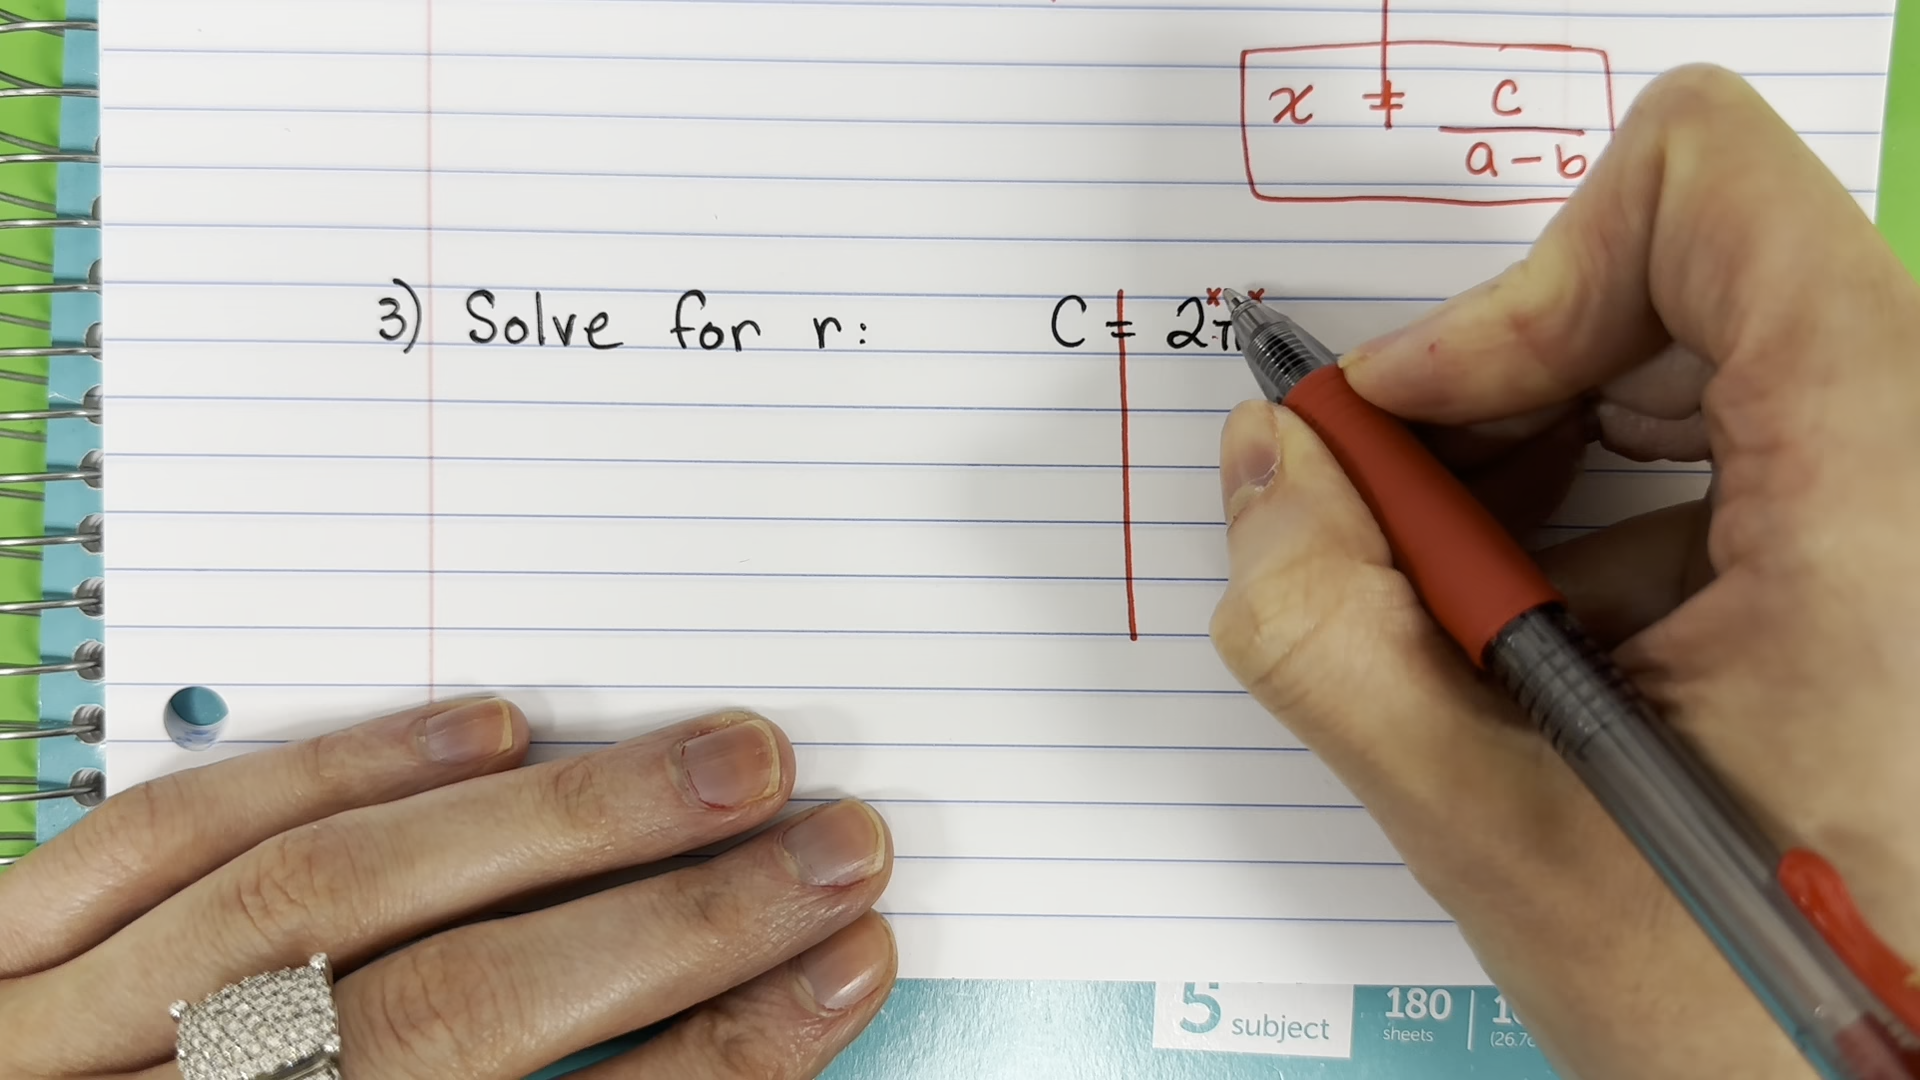 x = c
a - b
3) Solve for r: C = 2π
5 subject 180
sheets